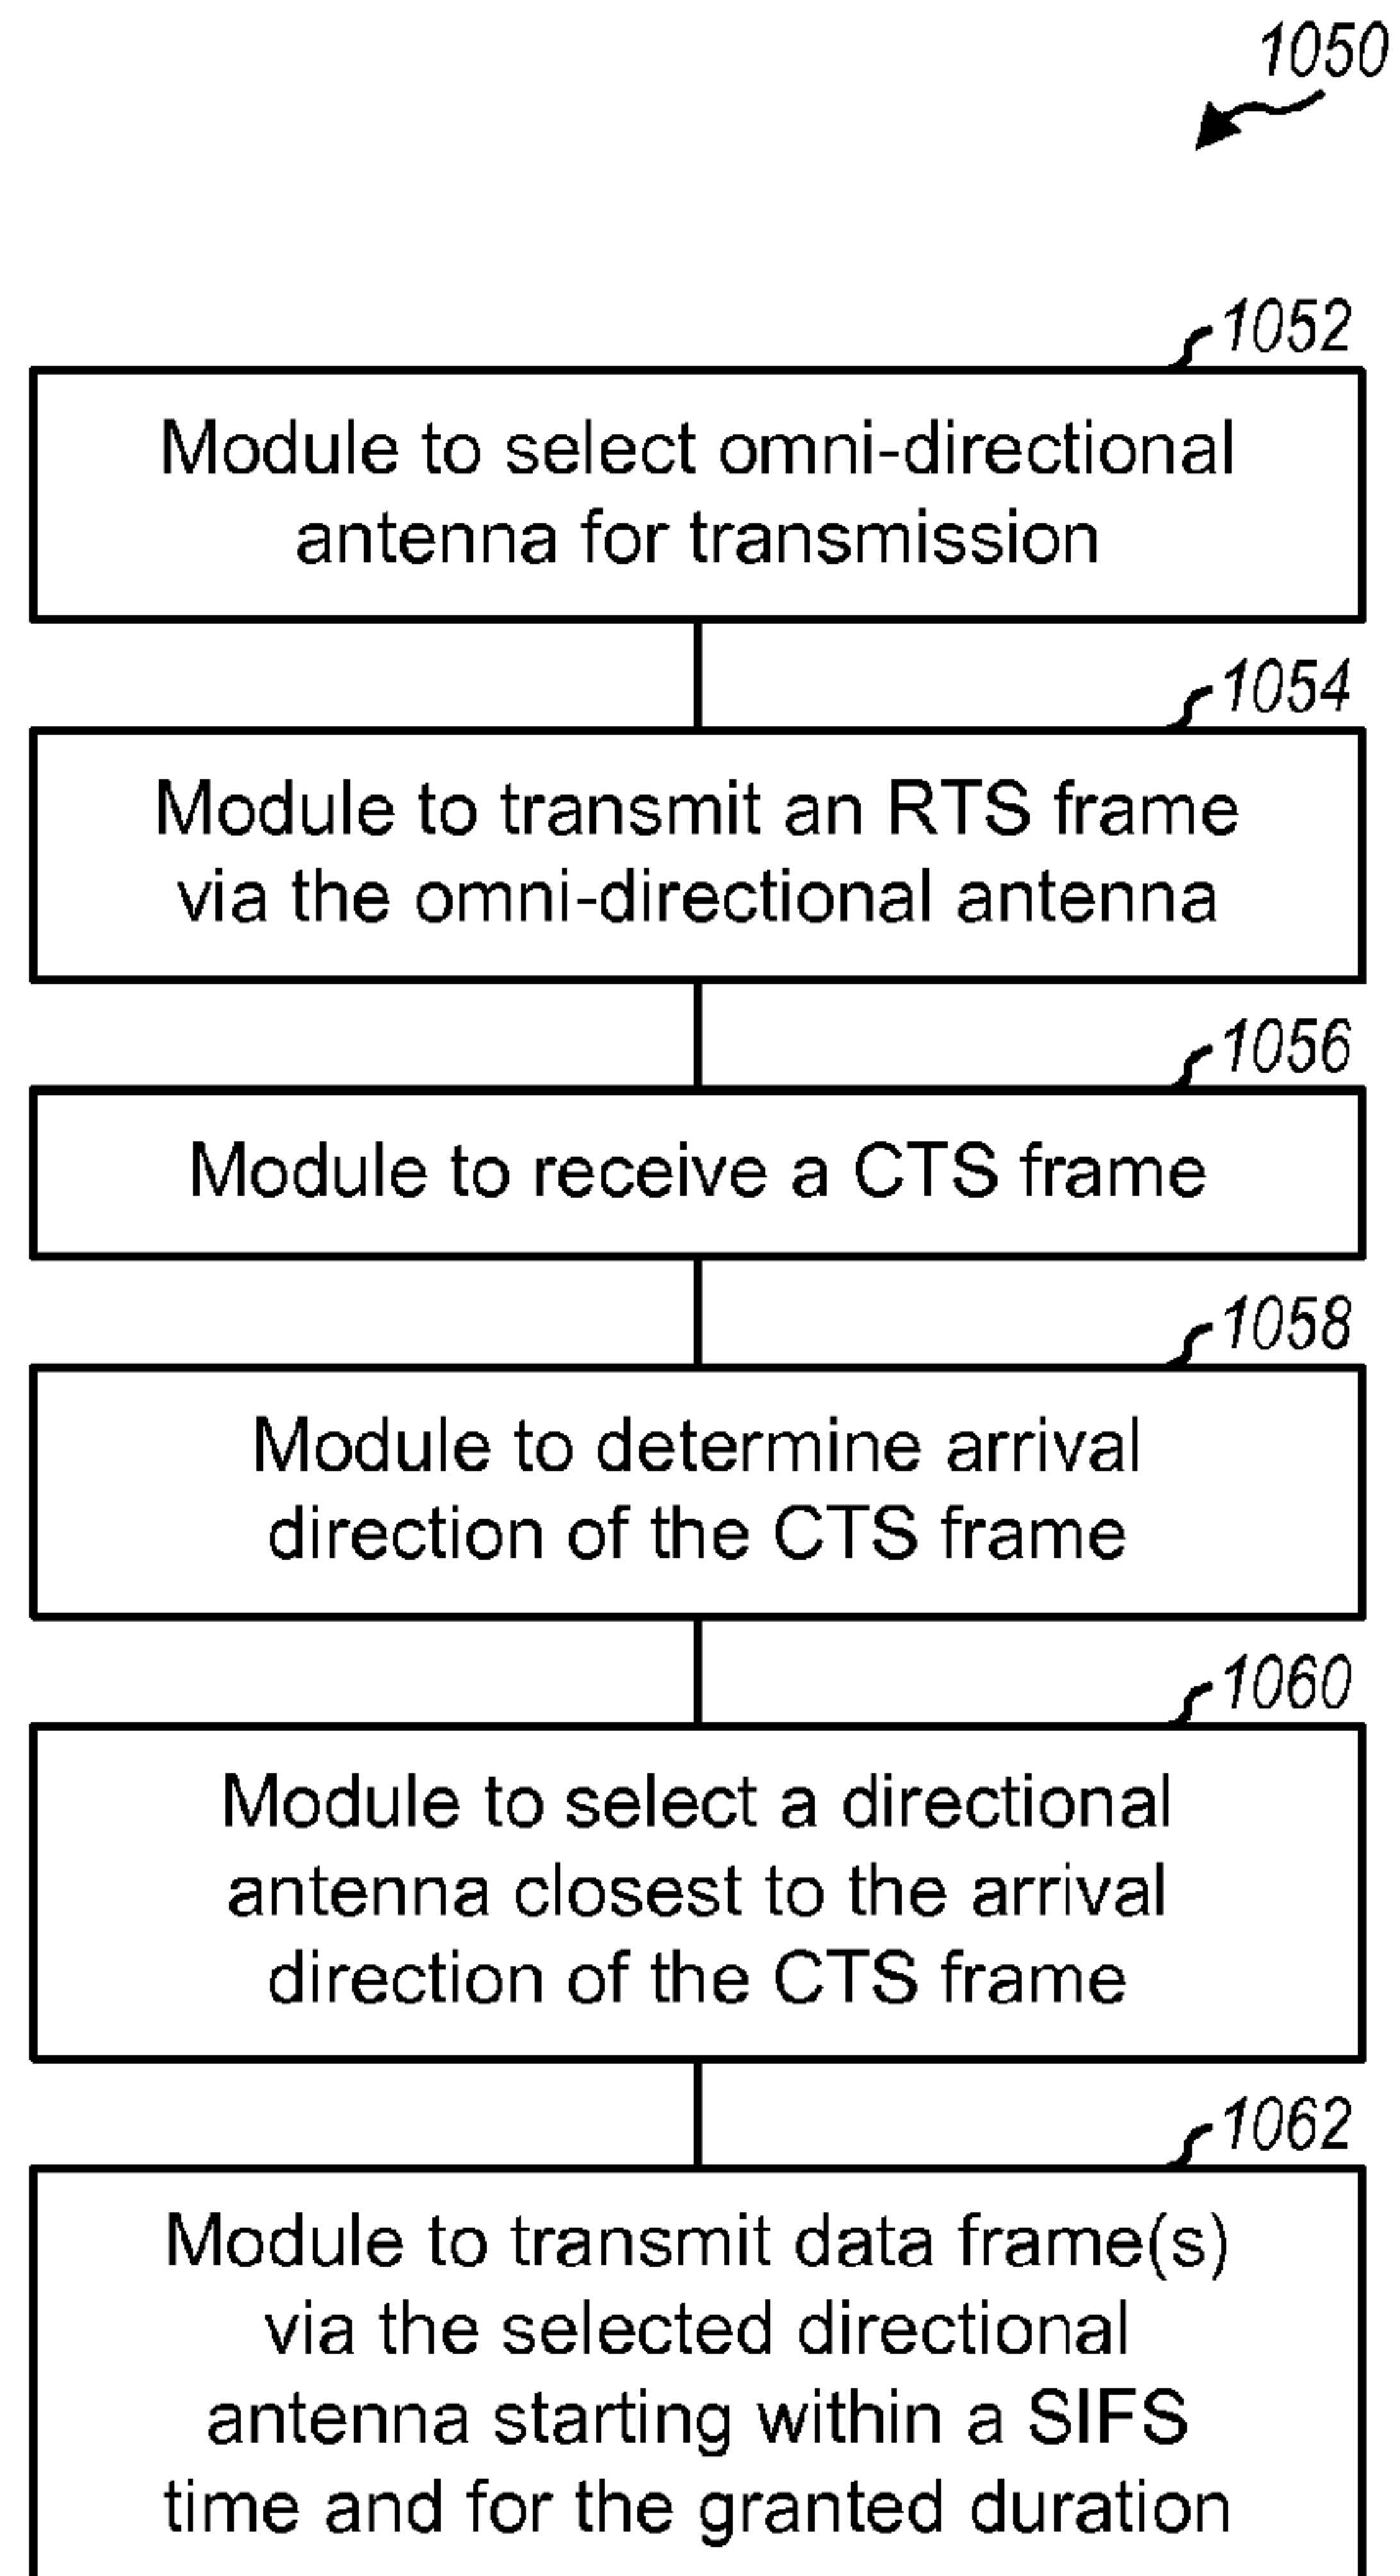 1050
1052
Module to select omni-directional
antenna for transmission
1054
Module to transmit an RTS frame
via the omni-directional antenna
1056
Module to receive a CTS frame
1058
Module to determine arrival
direction of the CTS frame
1060
Module to select a directional
antenna closest to the arrival
direction of the CTS frame
1062
Module to transmit data frame(s)
via the selected directional
antenna starting within a SIFS
time and for the granted duration